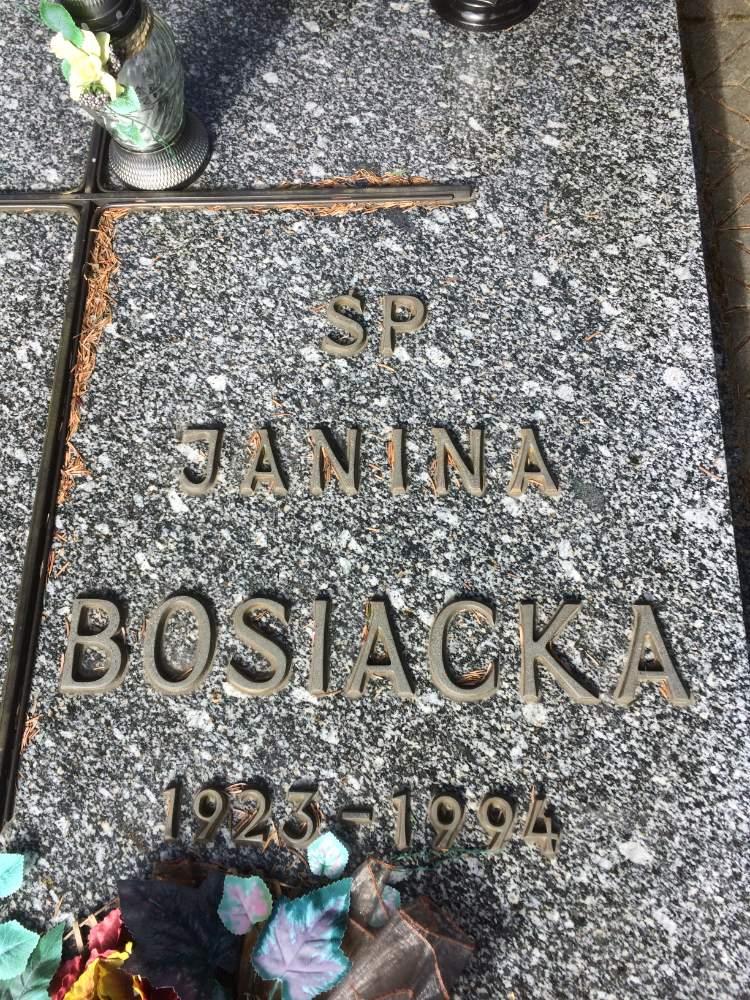 SP
JANINA
BOSIACKA
1923-1994